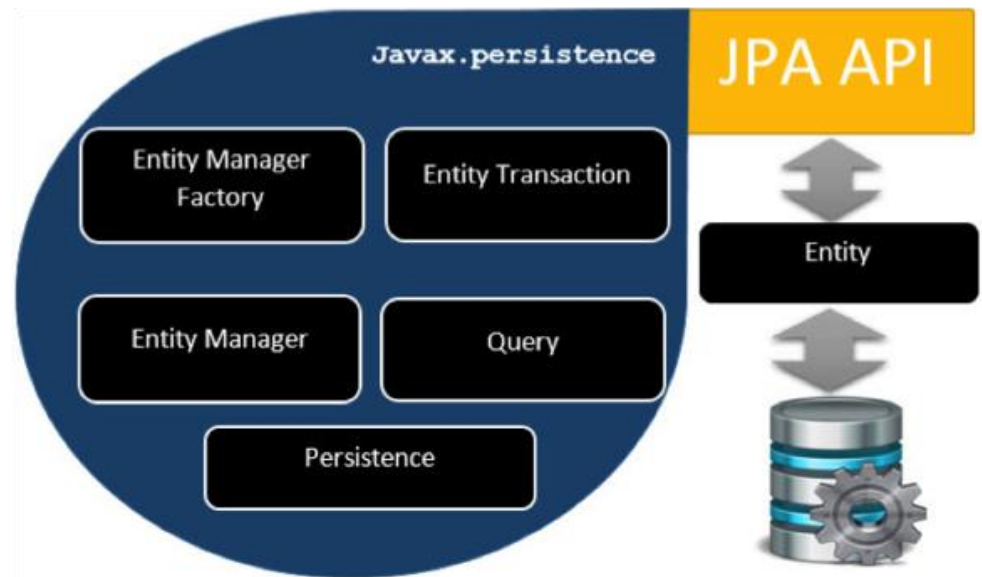 Javax.persistence
JPA API
Entity Manager
Factory
Entity Transaction
Entity
Entity Manager
Query
Persistence